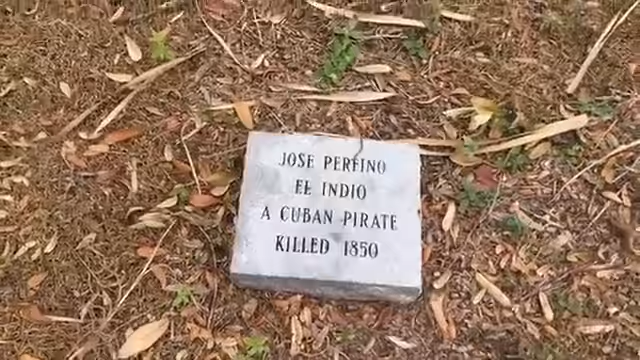 JOSE PERFINO
EL INDIO
A CUBAN PIRATE
KILLED 1850